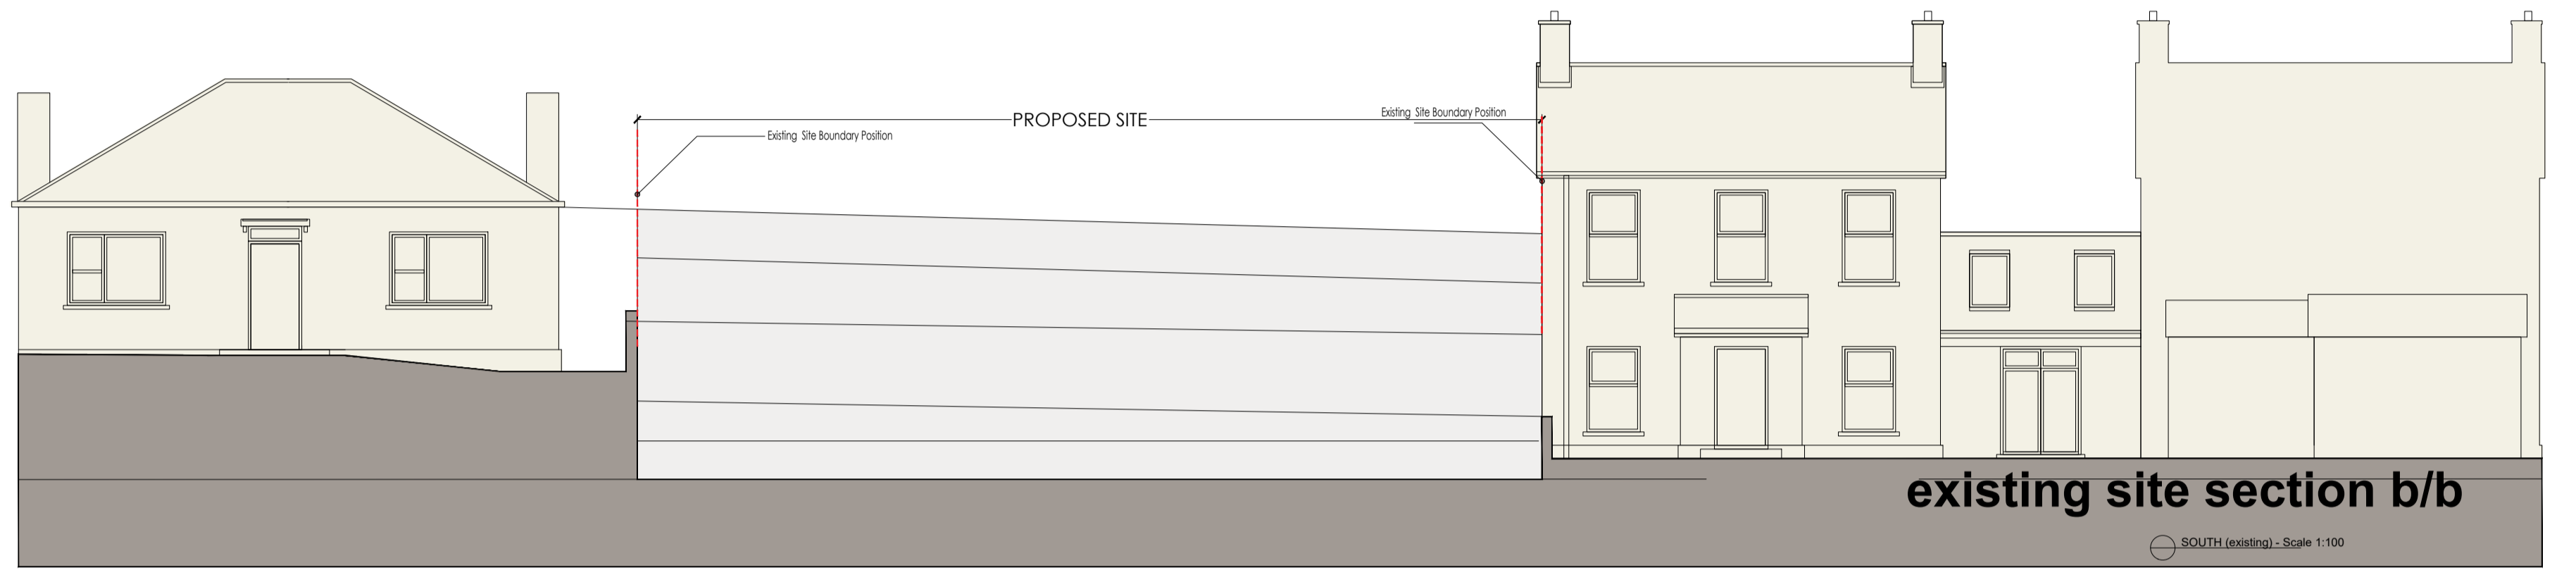 Existing Site Boundary Position
PROPOSED SITE
Existing Site Boundary Position
existing site section b/b
SOUTH (existing) - Scale 1:100